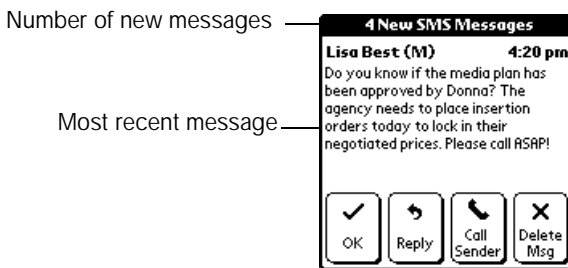 Number of new messages
4 New SMS Messages
Lisa Best (M) 4:20 pm
Do you know if the media plan has
been approved by Donna? The
agency needs to place insertion
Most recent message
orders today to lock in their
negotiated prices. Please call ASAP!
OK
Reply
Call
Sender
Delete
Msg